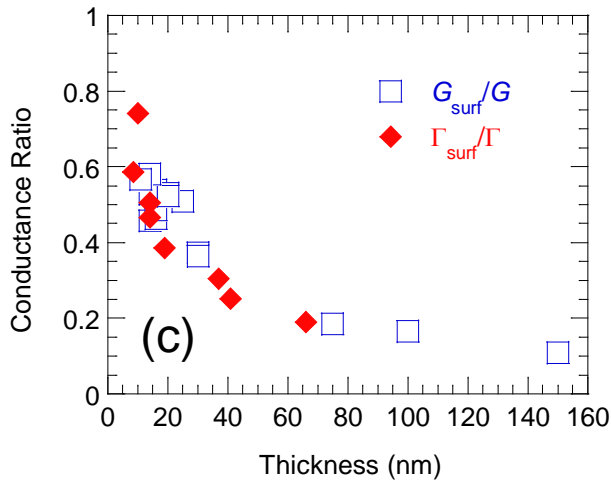 1
0.8
0.6
0.4
0.2
0
Conductance Ratio
G_surf/G
Γ_surf/Γ
(c)
0 20 40 60 80 100 120 140 160
Thickness (nm)